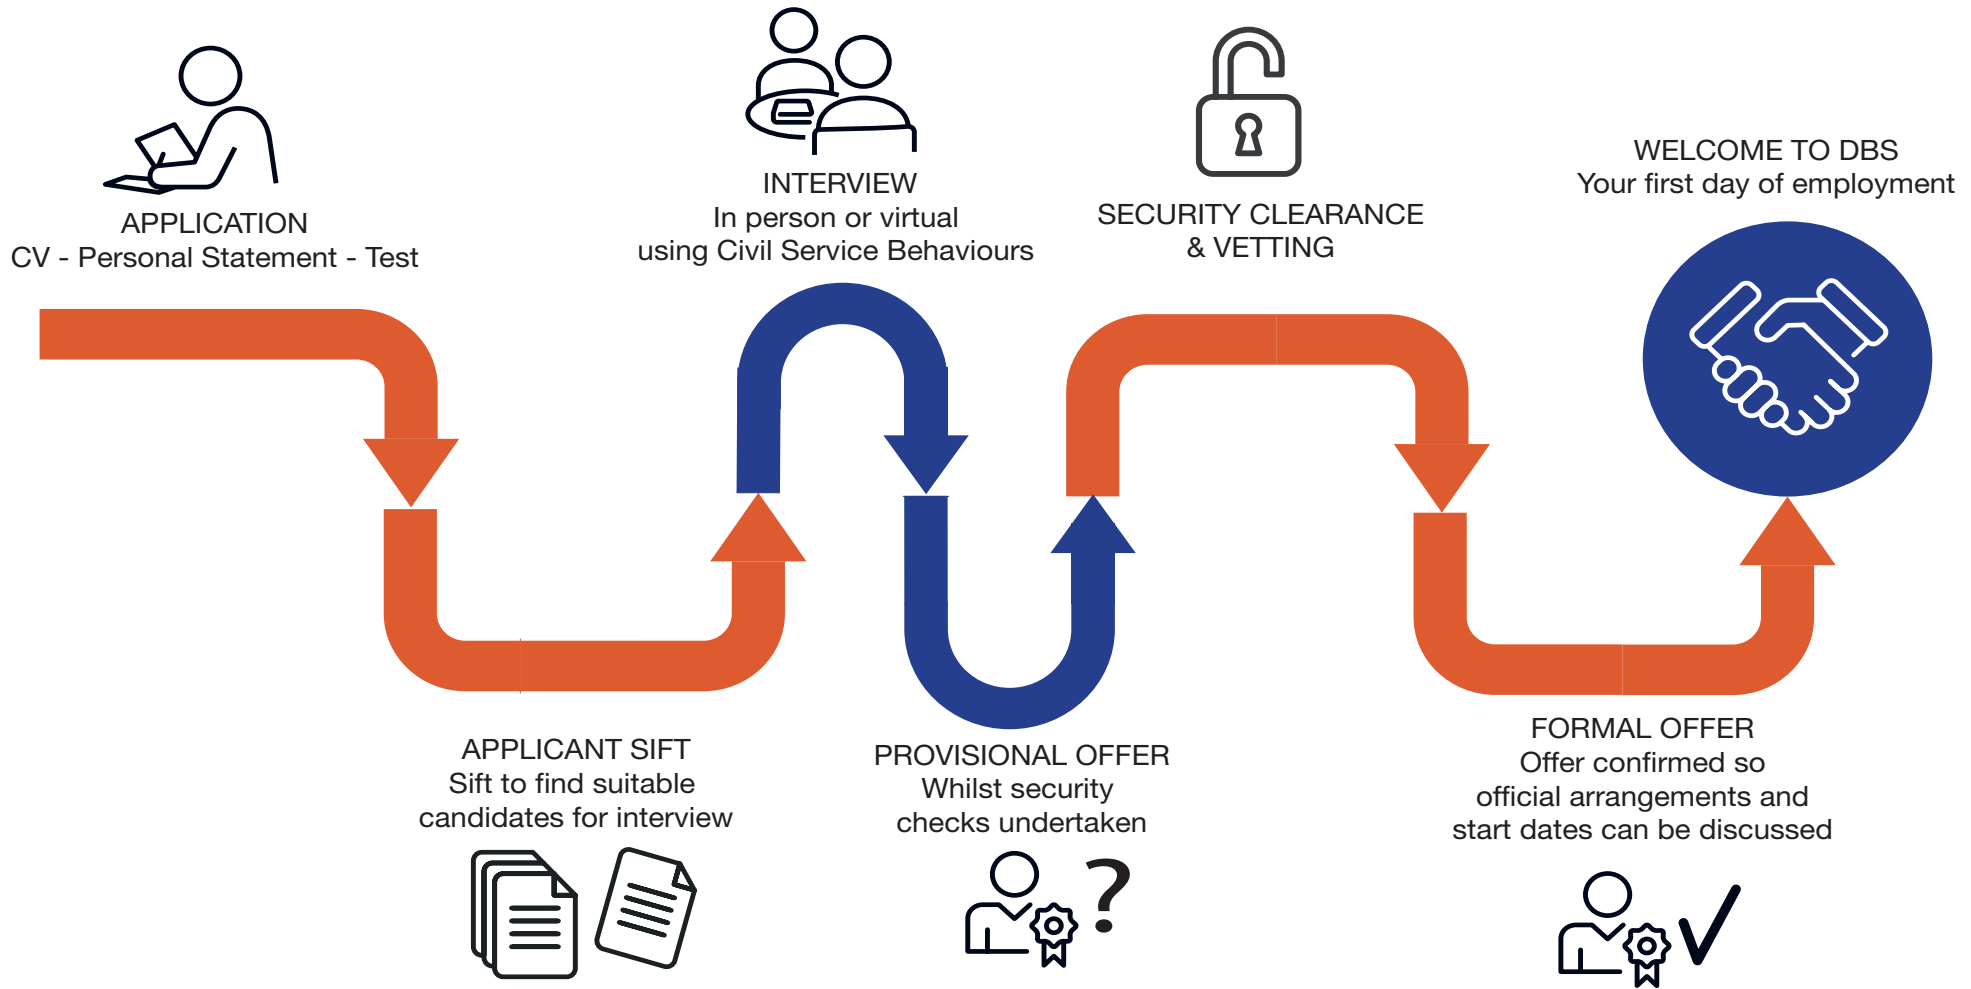 APPLICATION
CV - Personal Statement - Test
APPLICANT SIFT
Sift to find suitable
candidates for interview
INTERVIEW
In person or virtual
using Civil Service Behaviours
PROVISIONAL OFFER
Whilst security
checks undertaken
?
SECURITY CLEARANCE
& VETTING
FORMAL OFFER
Offer confirmed so
official arrangements and
start dates can be discussed
WELCOME TO DBS
Your first day of employment